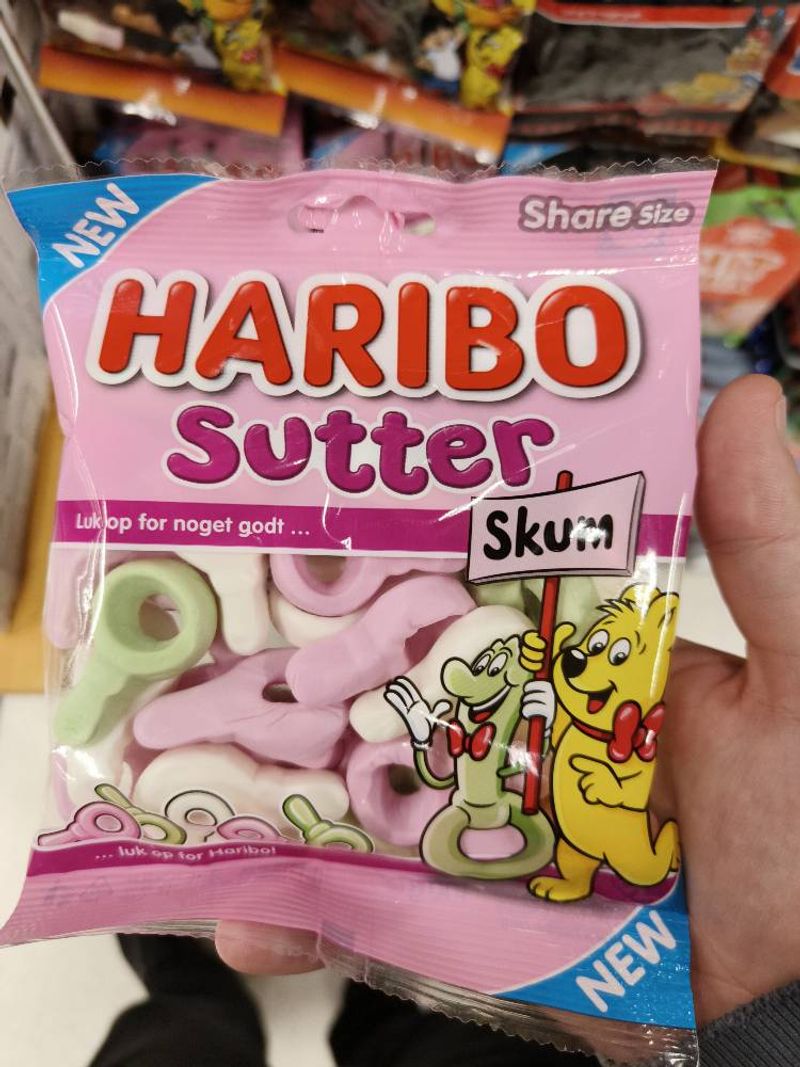 NEW
Share Size
HARIBO
Sutter
Luk op for noget godt ...
Skum
... luk op for Haribo!
NEW